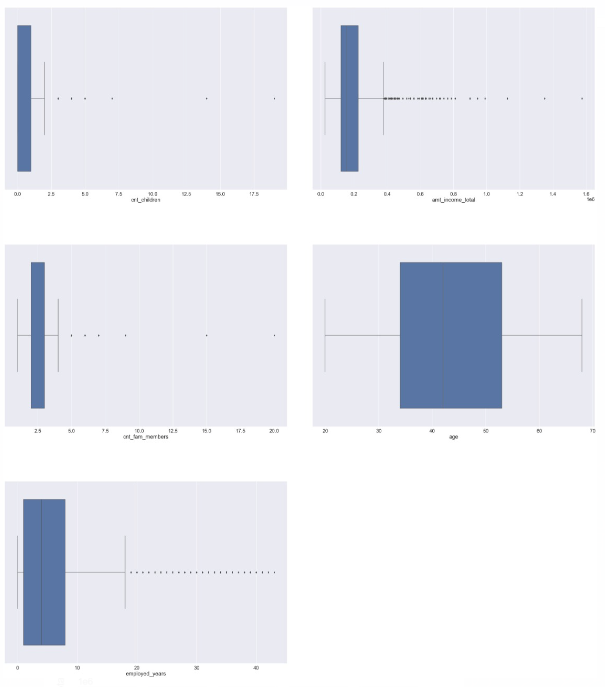 0.0 2.5 5.0 7.5 10.0 12.5 15.0 17.5
cnt_children
0.0 0.2 0.4 0.6 0.8 1.0 1.2 1.4 1.6
1e6
amt_income_total
2.5 5.0 7.5 10.0 12.5 15.0 17.5 20.0
cnt_fam_members
20 30 40 50 60 70
age
0 10 20 30 40
employed_years